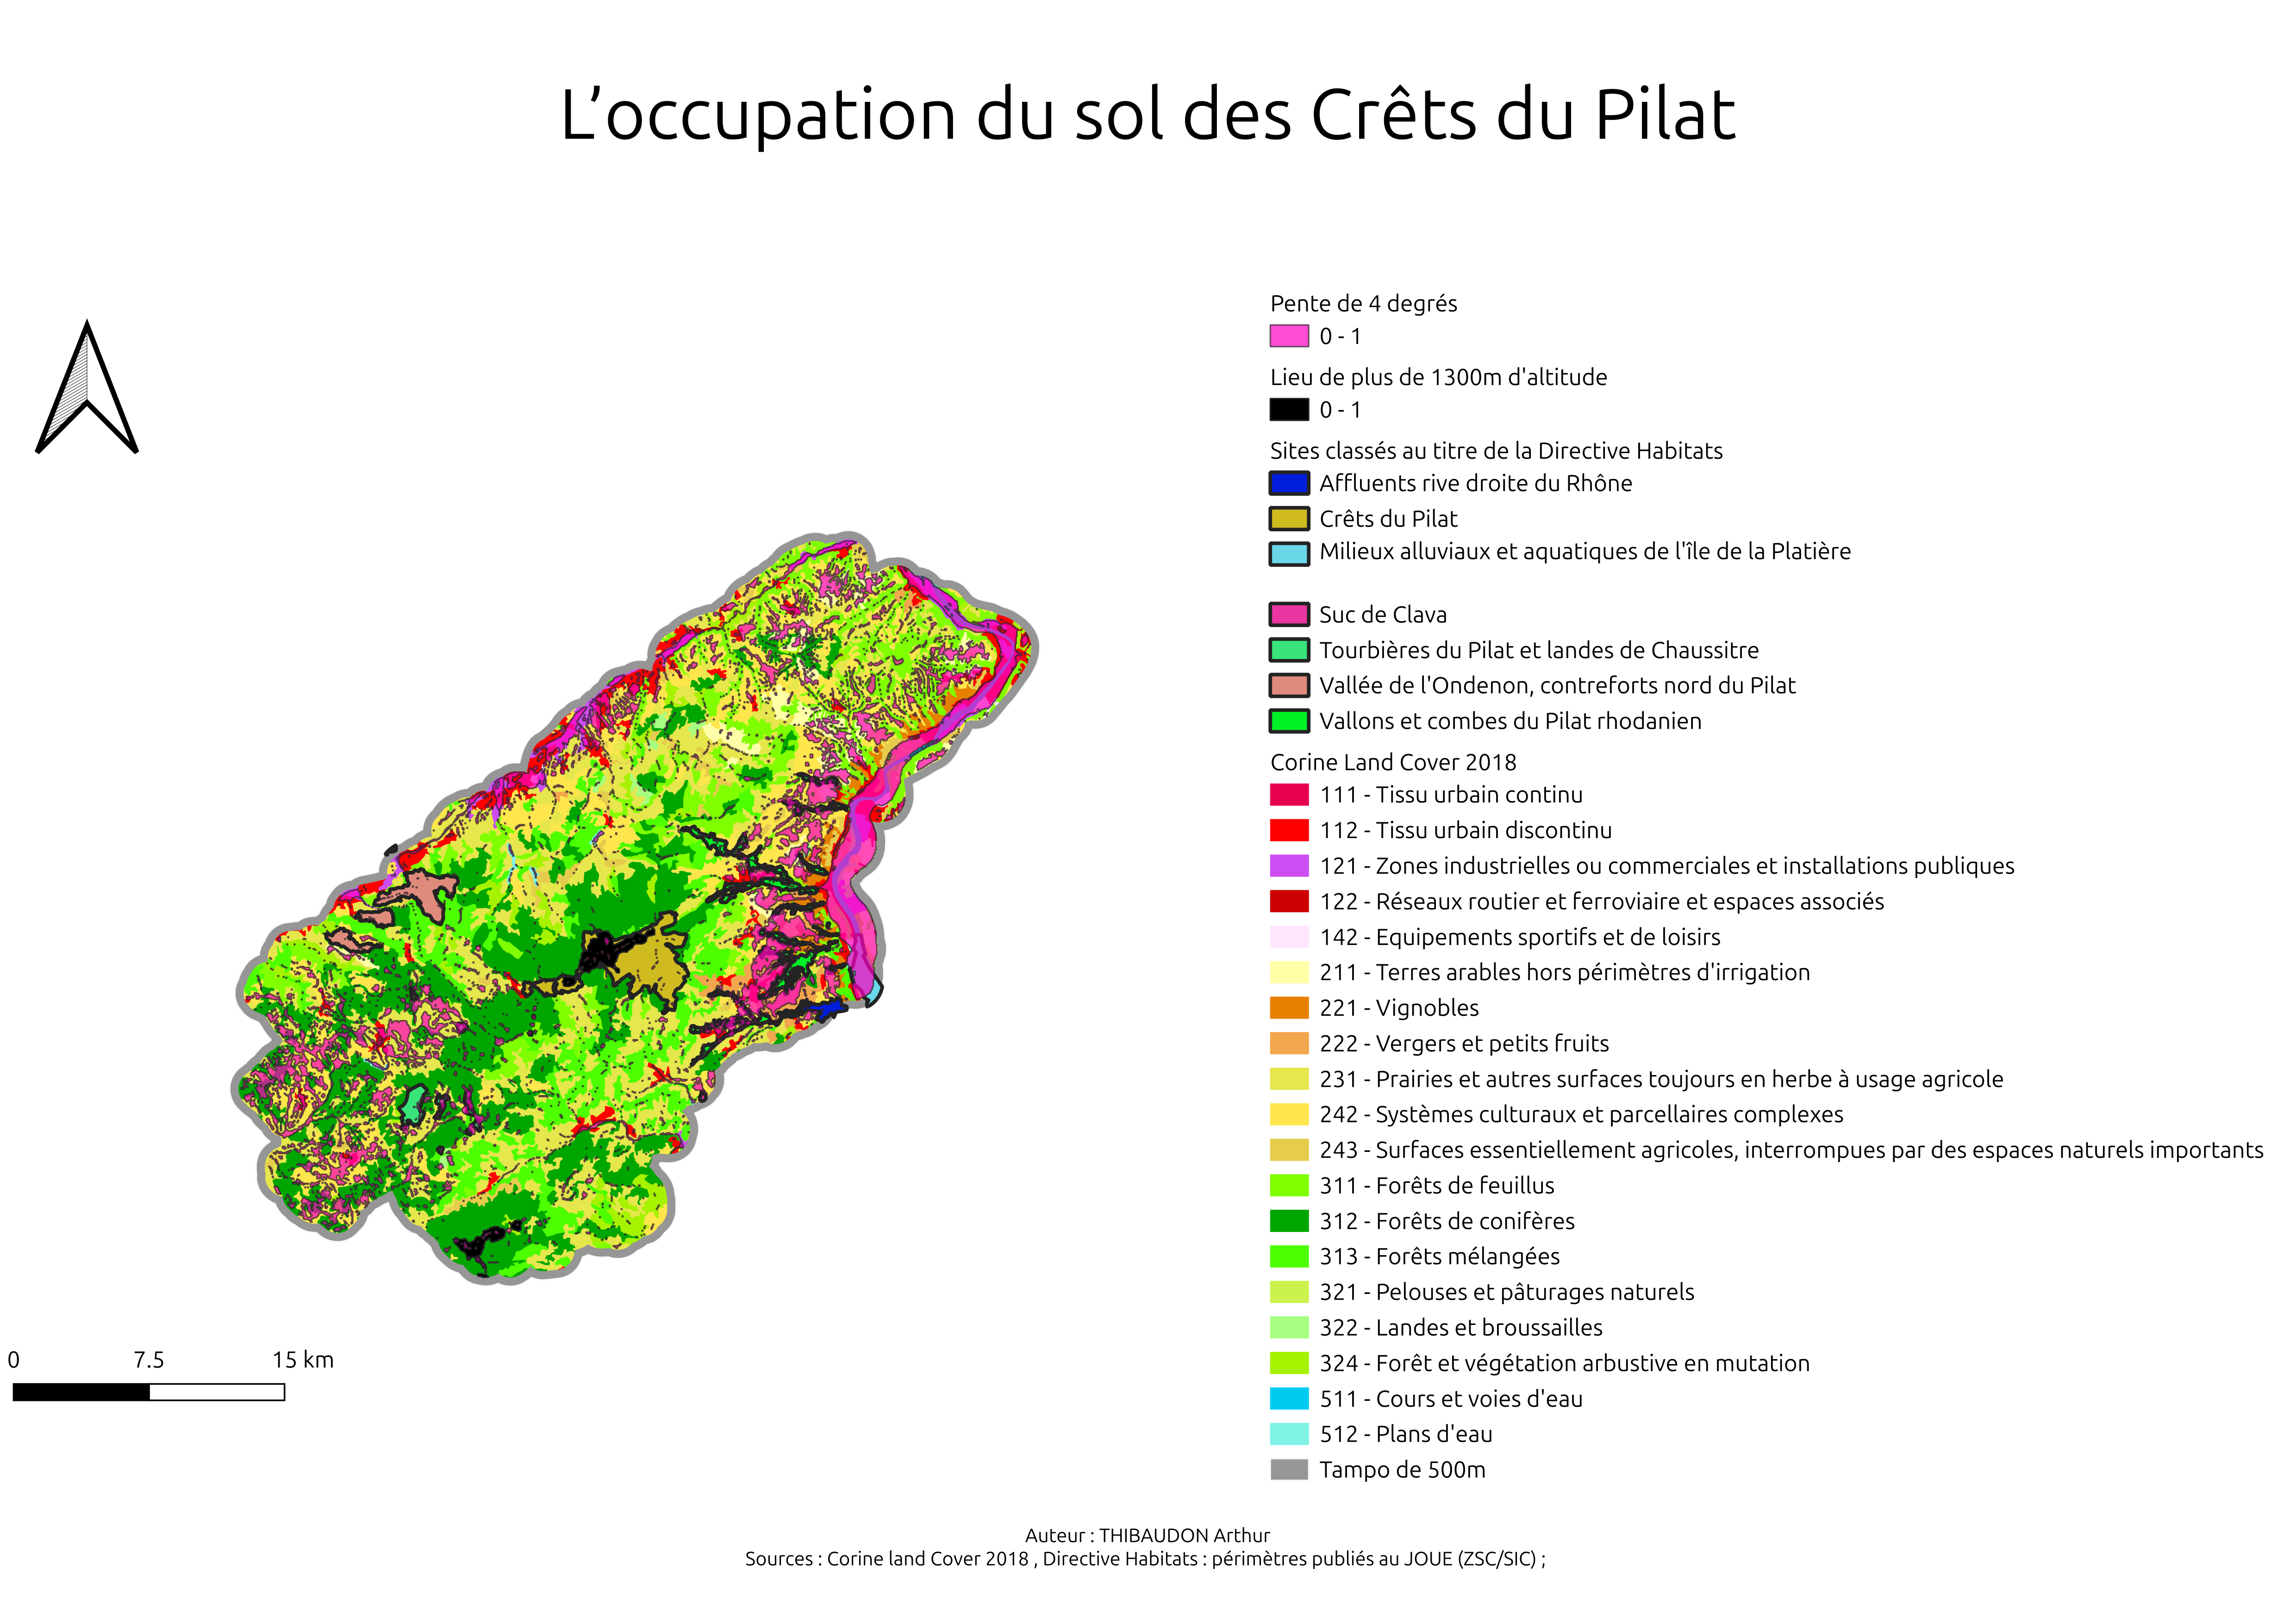 L’occupation du sol des Crêts du Pilat
Pente de 4 degrés
0 - 1
Lieu de plus de 1300m d'altitude
0 - 1
Sites classés au titre de la Directive Habitats
Affluents rive droite du Rhône
Crêts du Pilat
Milieux alluviaux et aquatiques de l'île de la Platière
Suc de Clava
Tourbières du Pilat et landes de Chaussitre
Vallée de l'Ondenon, contreforts nord du Pilat
Vallons et combes du Pilat rhodanien
Corine Land Cover 2018
111 - Tissu urbain continu
112 - Tissu urbain discontinu
121 - Zones industrielles ou commerciales et installations publiques
122 - Réseaux routier et ferroviaire et espaces associés
142 - Equipements sportifs et de loisirs
211 - Terres arables hors périmètres d'irrigation
221 - Vignobles
222 - Vergers et petits fruits
231 - Prairies et autres surfaces toujours en herbe à usage agricole
242 - Systèmes culturaux et parcellaires complexes
243 - Surfaces essentiellement agricoles, interrompues par des espaces naturels importants
311 - Forêts de feuillus
312 - Forêts de conifères
313 - Forêts mélangées
321 - Pelouses et pâturages naturels
322 - Landes et broussailles
324 - Forêt et végétation arbustive en mutation
511 - Cours et voies d'eau
512 - Plans d'eau
Tampo de 500m
0 7.5 15 km
Auteur : THIBAUDON Arthur
Sources : Corine land Cover 2018 , Directive Habitats : périmètres publiés au JOUE (ZSC/SIC) ;